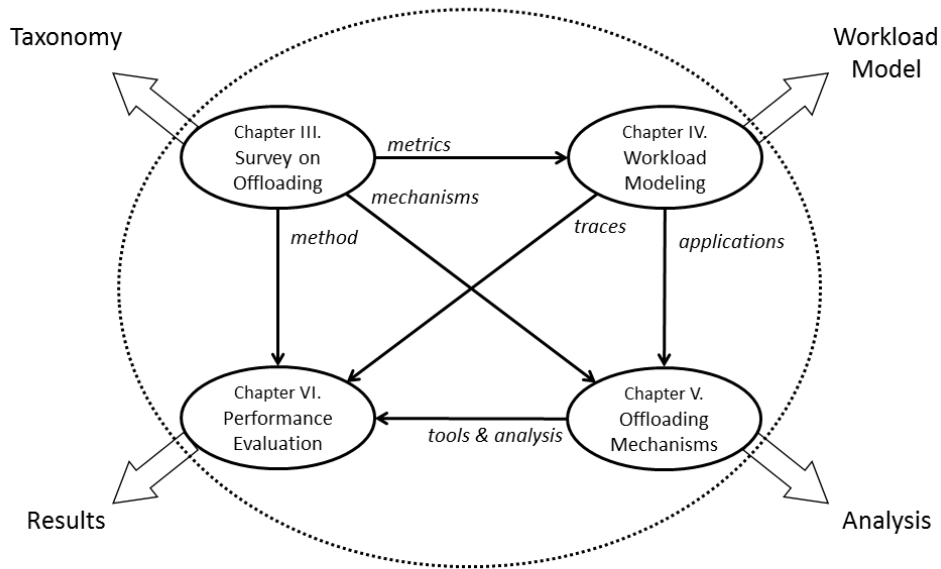 Taxonomy
Workload
Model
Chapter III.
Survey on
Offloading
metrics
Chapter IV.
Workload
Modeling
mechanisms
method
traces
applications
Chapter VI.
Performance
Evaluation
tools & analysis
Chapter V.
Offloading
Mechanisms
Results
Analysis